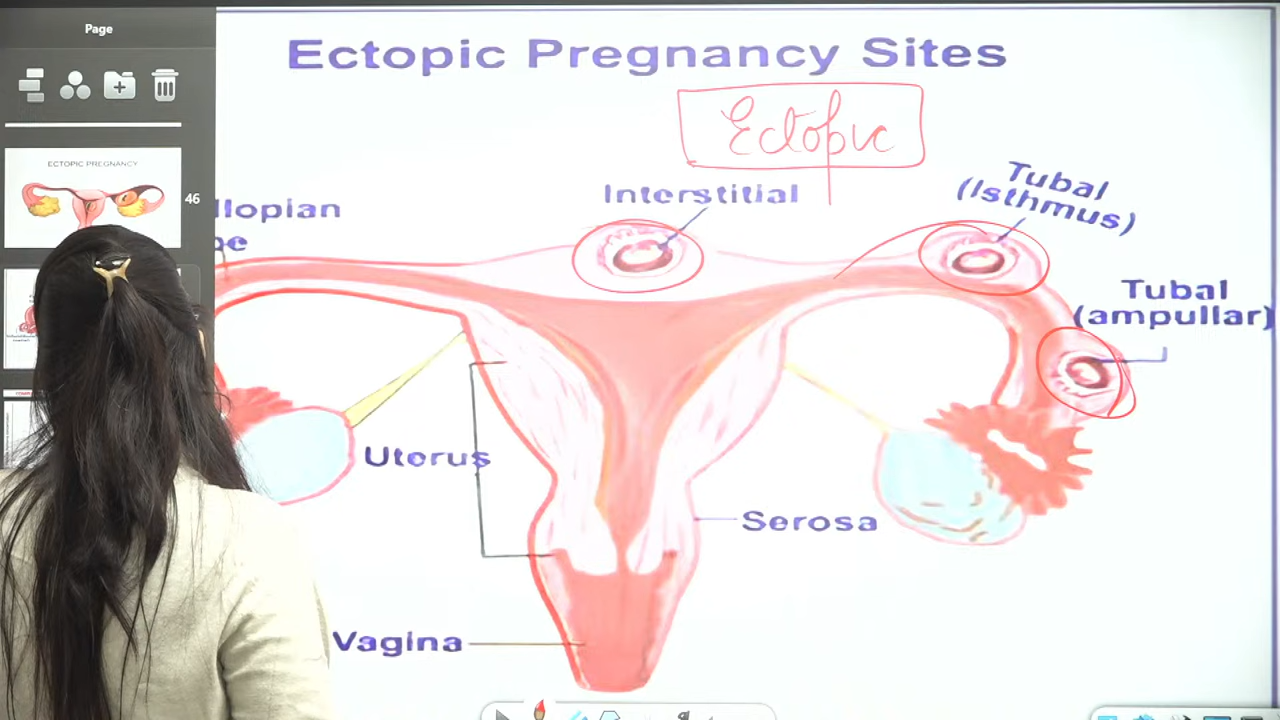 Page
ECTOPIC PREGNANCY
46
Ectopic Pregnancy Sites
Ectopic
Interstitial
Tubal
(Isthmus)
Tubal
(ampullar)
llopian
Uterus
Serosa
Vagina